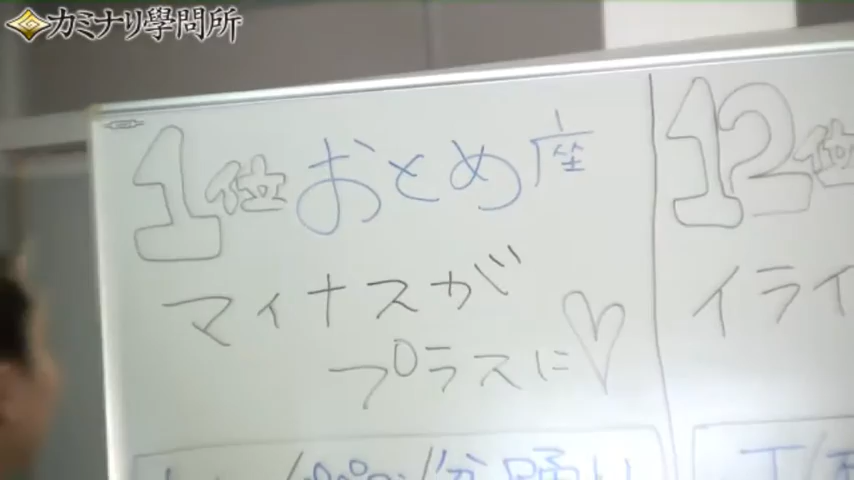 カミナリ學問所
1位 おとめ座
マイナスが
プラスに♡
12位
イライ